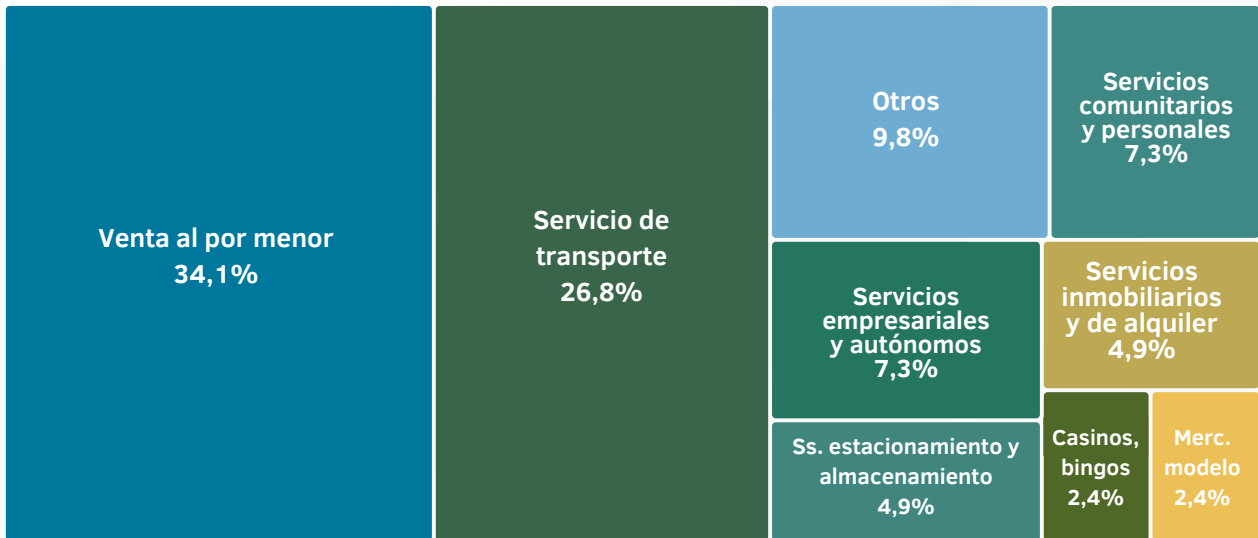 Venta al por menor
34,1%
Servicio de
transporte
26,8%
Otros
9,8%
Servicios
comunitarios
y personales
7,3%
Servicios
empresariales
y autónomos
7,3%
Servicios
inmobiliarios
y de alquiler
4,9%
Ss. estacionamiento y
almacenamiento
4,9%
Casinos,
bingos
2,4%
Merc.
modelo
2,4%